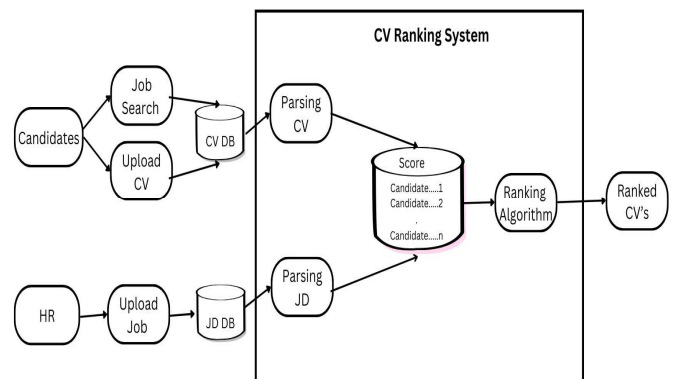 CV Ranking System
Job
Search
Candidates
Upload
CV
CV DB
Parsing
CV
Score
Candidate.....1
Candidate.....2
.
Candidate.....n
Ranking
Algorithm
Ranked
CV's
HR
Upload
Job
JD DB
Parsing
JD